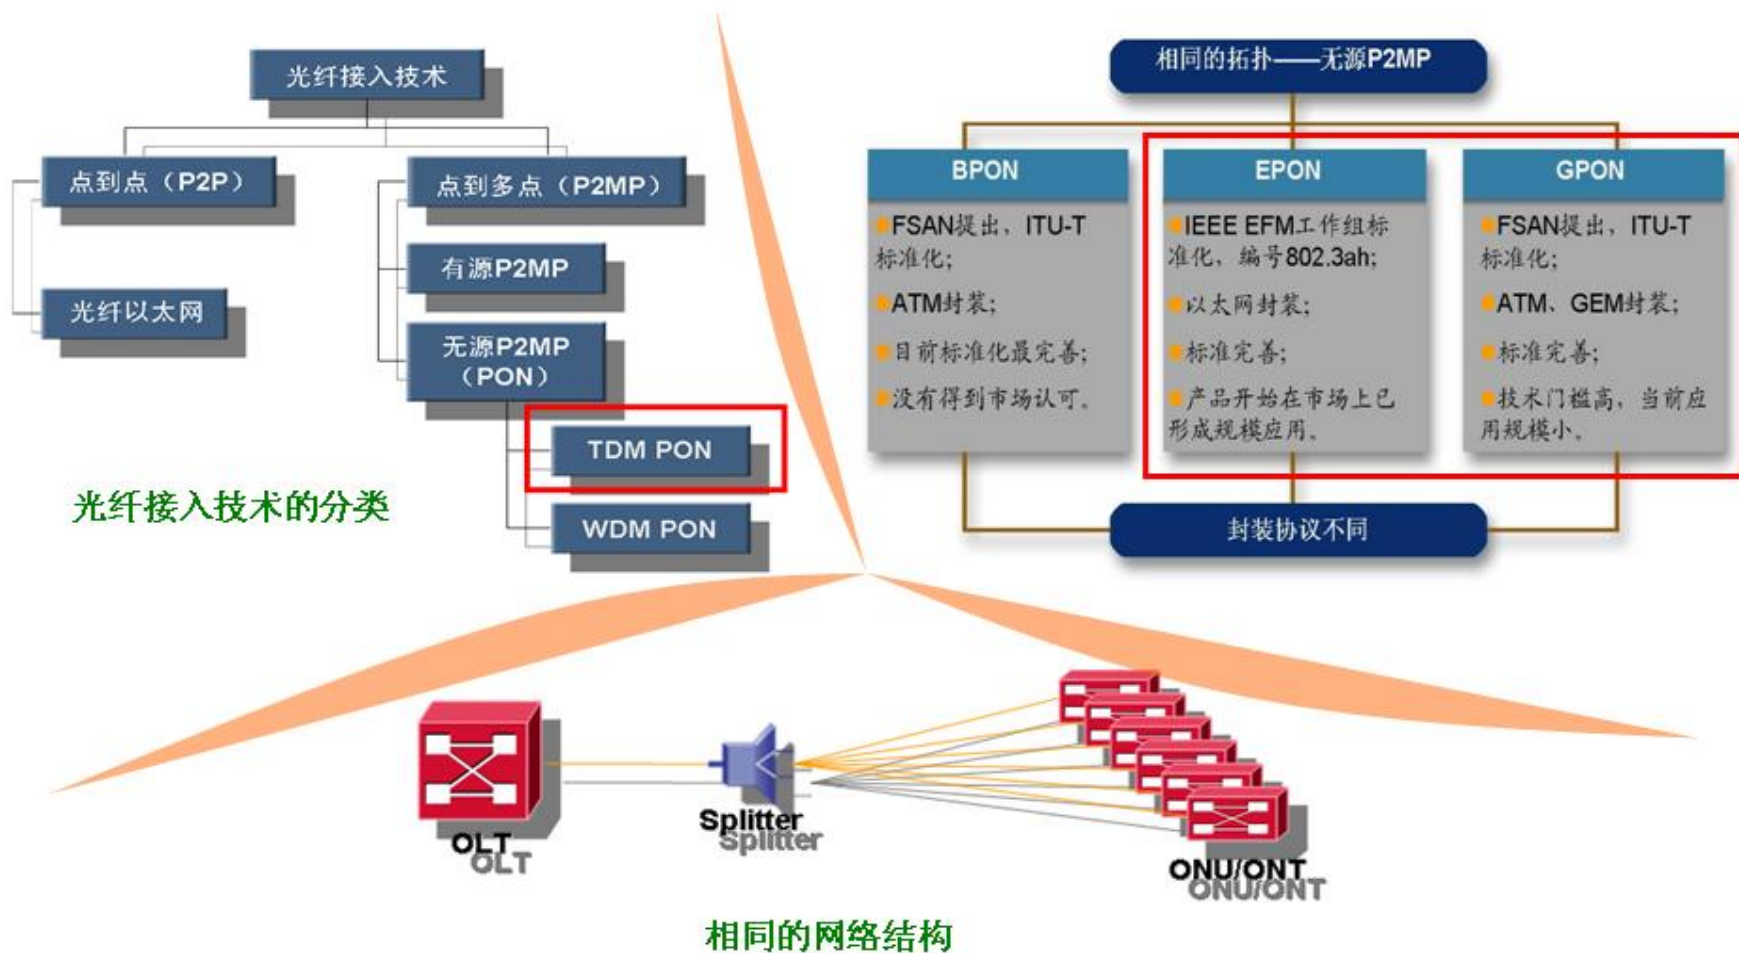 光纤接入技术
点到点（P2P）
点到多点（P2MP）
有源P2MP
光纤以太网
无源P2MP
（PON）
TDM PON
WDM PON
光纤接入技术的分类
相同的拓扑——无源P2MP
BPON
FSAN提出，ITU-T
标准化；
ATM封装；
目前标准化最完善；
没有得到市场认可。
EPON
IEEE EFM工作组标
准化，编号802.3ah；
以太网封装；
标准完善；
产品开始在市场上已
形成规模应用。
GPON
FSAN提出，ITU-T
标准化；
ATM、GEM封装；
标准完善；
技术门槛高，当前应
用规模小。
封装协议不同
OLT
Splitter
ONU/ONT
相同的网络结构